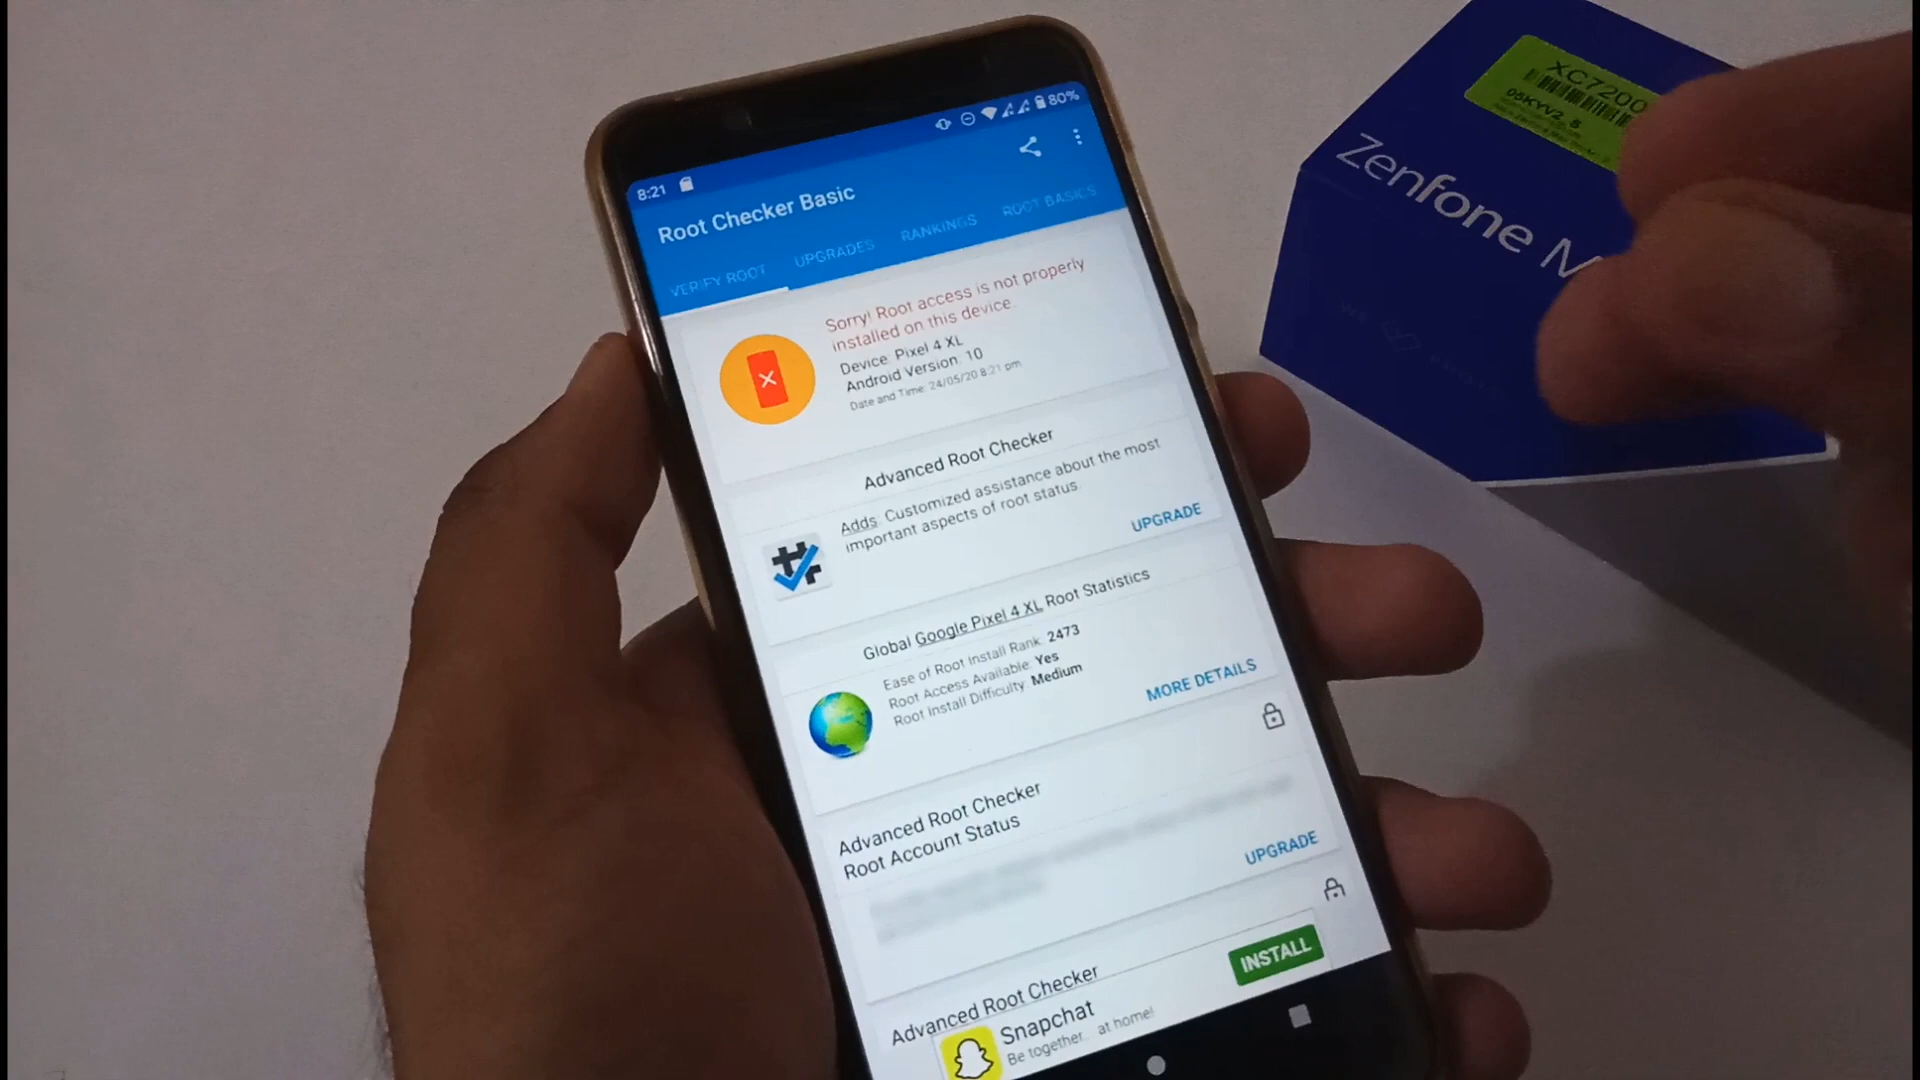 8:21
80%
Root Checker Basic
VERIFY ROOT
UPGRADES
RANKINGS
ROOT BASICS
Sorry! Root access is not properly
installed on this device.
Device: Pixel 4 XL
Android Version: 10
Date and Time: 24/05/20 8:21 pm
Advanced Root Checker
Adds: Customized assistance about the most
important aspects of root status.
UPGRADE
Global Google Pixel 4 XL Root Statistics
Ease of Root Install Rank: 2473
Root Access Available: Yes
Root Install Difficulty: Medium
MORE DETAILS
Advanced Root Checker
Root Account Status
UPGRADE
Advanced Root Checker
Snapchat
Be together... at home!
INSTALL
XC7200
Zenfone M